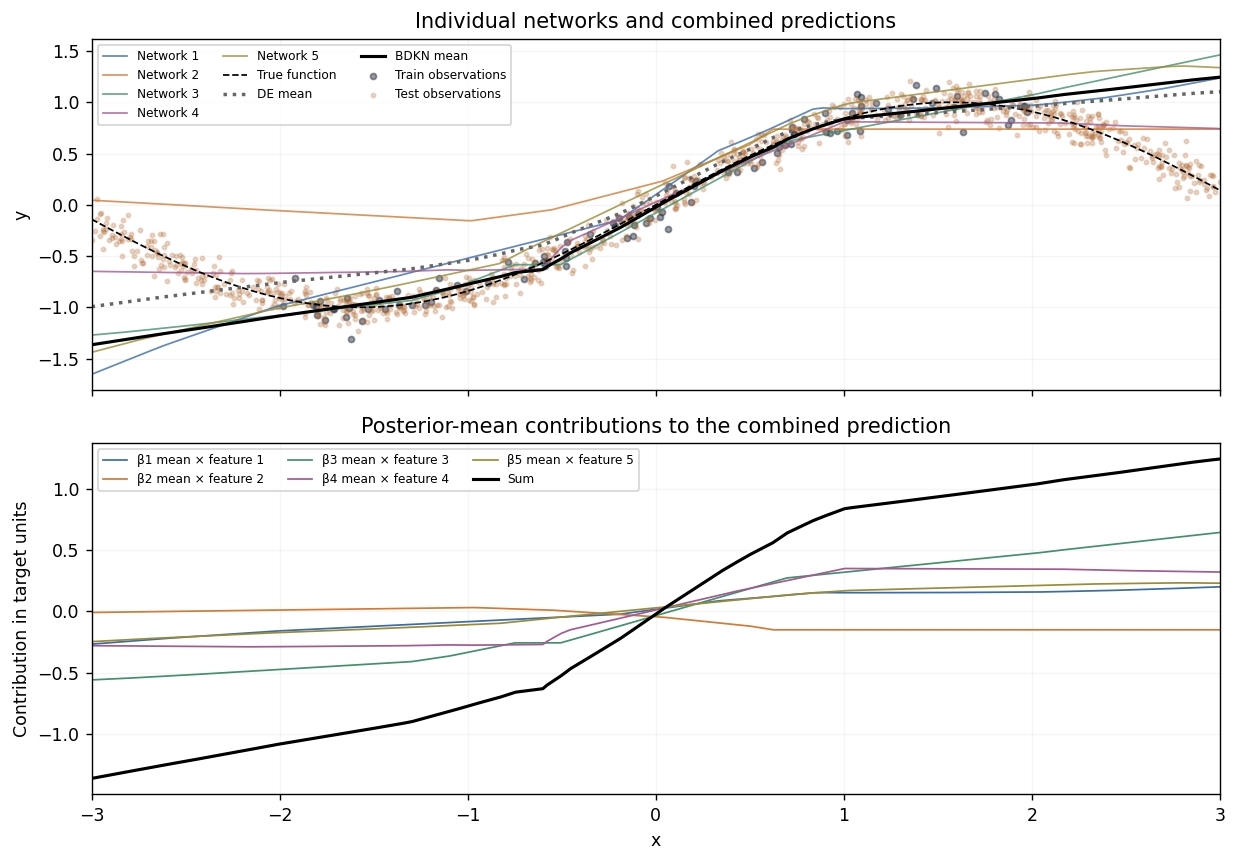 Individual networks and combined predictions
Network 1
Network 2
Network 3
Network 4
Network 5
True function
DE mean
BDKN mean
Train observations
Test observations
1.5
1.0
0.5
0.0
−0.5
−1.0
−1.5
y
Posterior-mean contributions to the combined prediction
β1 mean × feature 1
β2 mean × feature 2
β3 mean × feature 3
β4 mean × feature 4
β5 mean × feature 5
Sum
1.0
0.5
0.0
−0.5
−1.0
Contribution in target units
−3
−2
−1
0
1
2
3
x